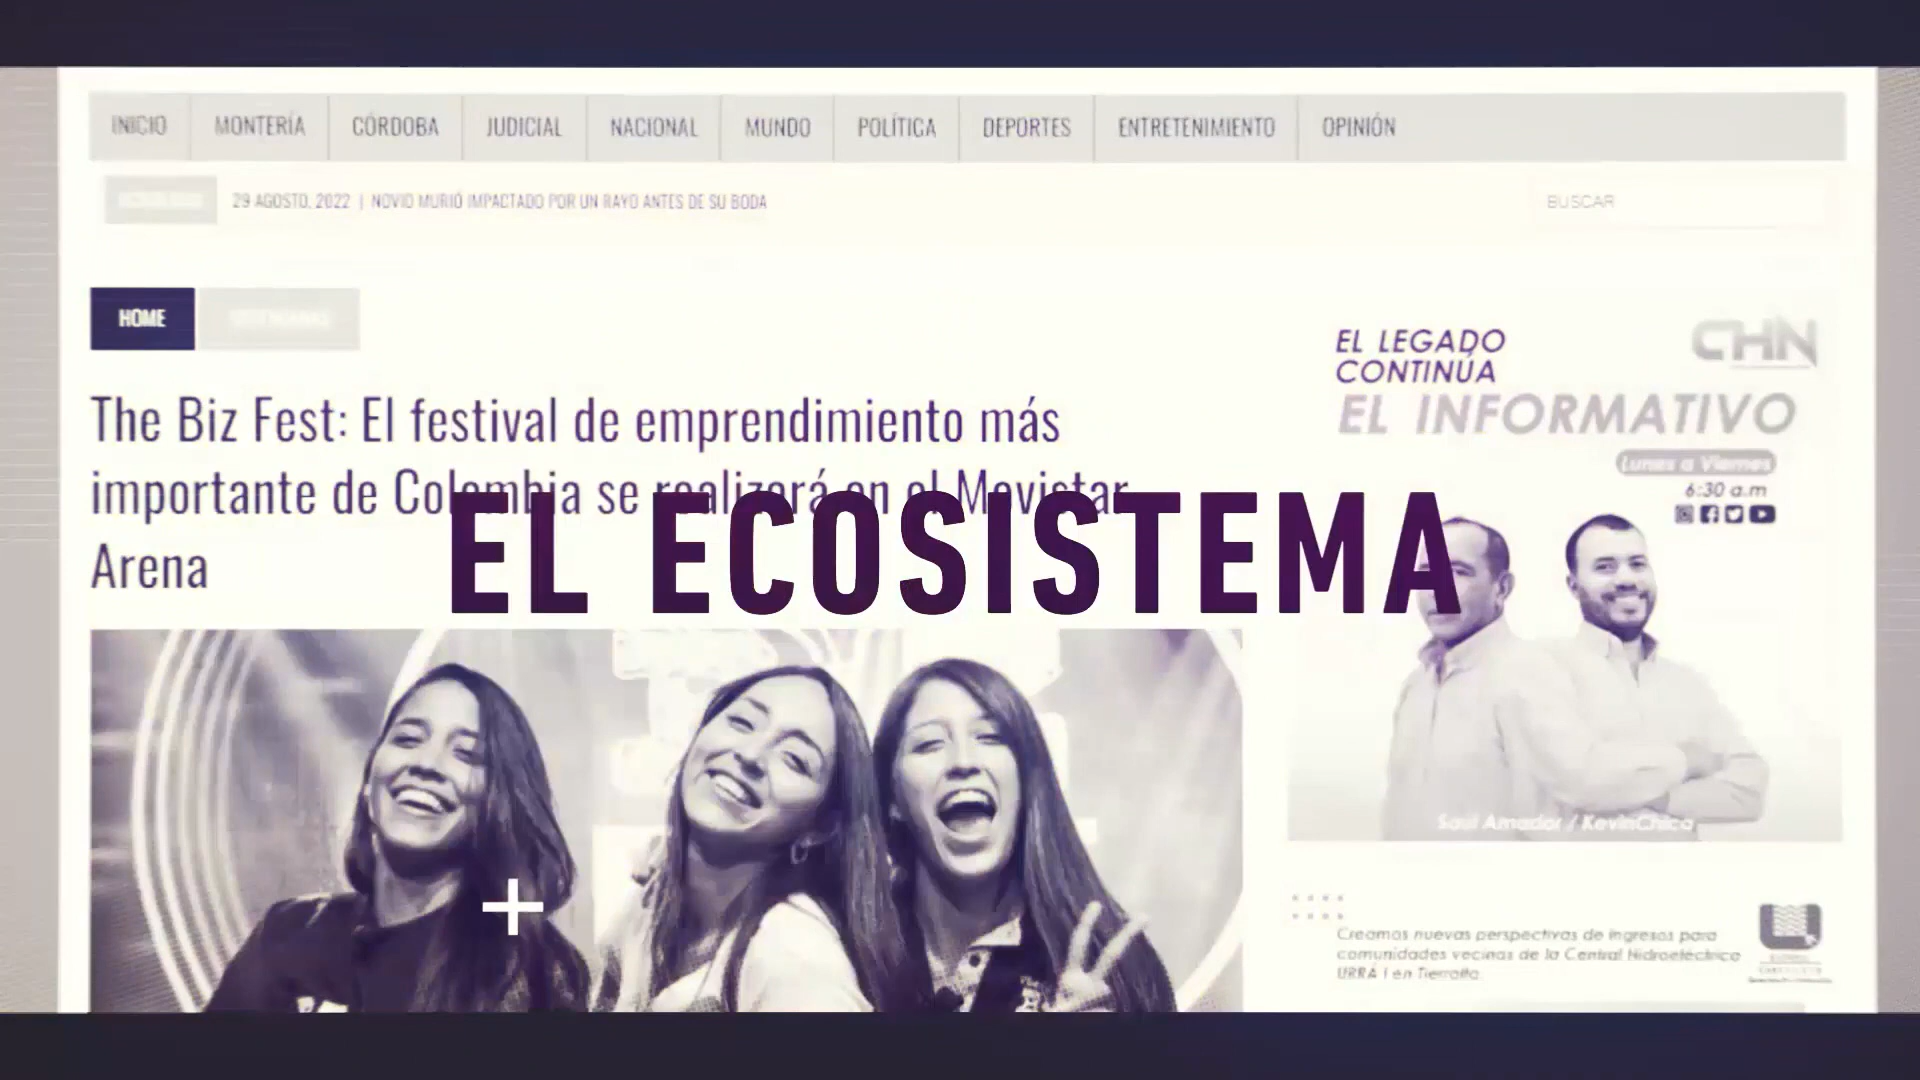 INICIO MONTERÍA CÓRDOBA JUDICIAL NACIONAL MUNDO POLÍTICA DEPORTES ENTRETENIMIENTO OPINIÓN
29 AGOSTO, 2022 | NOVIO MURIÓ IMPACTADO POR UN RAYO ANTES DE SU BODA
BUSCAR
HOME
The Biz Fest: El festival de emprendimiento más
importante de Colombia se realizará en el Movistar
Arena
EL ECOSISTEMA
EL LEGADO
CONTINÚA
CHN
EL INFORMATIVO
Lunes a Viernes
6:30 a.m
Saul Amador / KevinChica
Creamos nuevas perspectivas de ingresos para
comunidades vecinas de la Central Hidroeléctrica
URRÁ I en Tierralta.